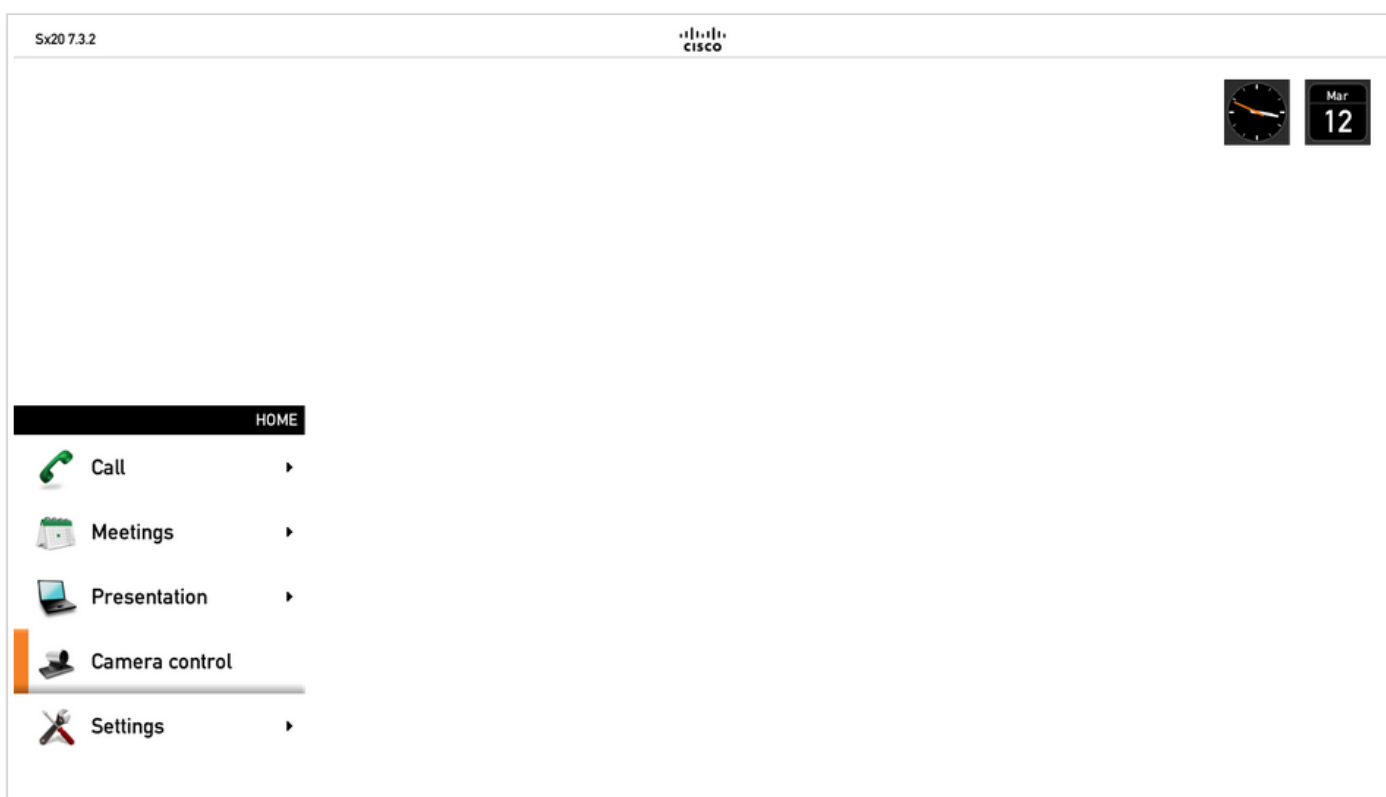 Sx20 7.3.2
CISCO
Mar
12
HOME
Call
Meetings
Presentation
Camera control
Settings